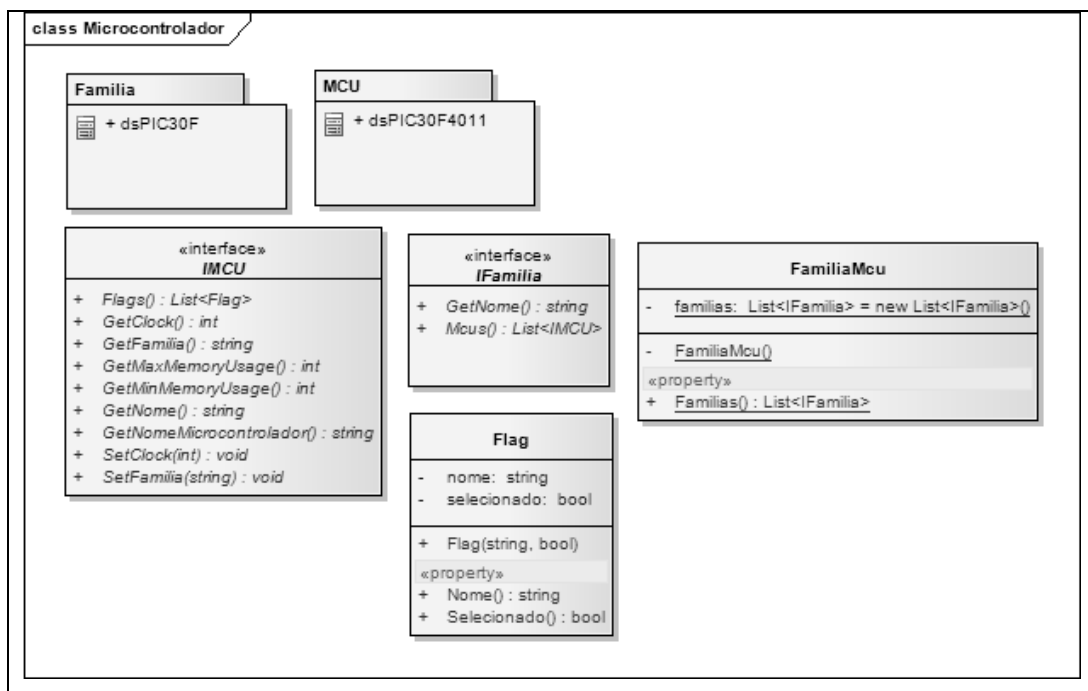 class Microcontrolador
Familia
+ dsPIC30F
MCU
+ dsPIC30F4011
«interface»
IMCU
+ Flags() : List<Flag>
+ GetClock() : int
+ GetFamilia() : string
+ GetMaxMemoryUsage() : int
+ GetMinMemoryUsage() : int
+ GetNome() : string
+ GetNomeMicrocontrolador() : string
+ SetClock(int) : void
+ SetFamilia(string) : void
«interface»
IFamilia
+ GetNome() : string
+ Mcus() : List<IMCU>
FamiliaMcu
- familias: List<IFamilia> = new List<IFamilia>()
- FamiliaMcu()
«property»
+ Familias() : List<IFamilia>
Flag
- nome: string
- selecionado: bool
+ Flag(string, bool)
«property»
+ Nome() : string
+ Selecionado() : bool